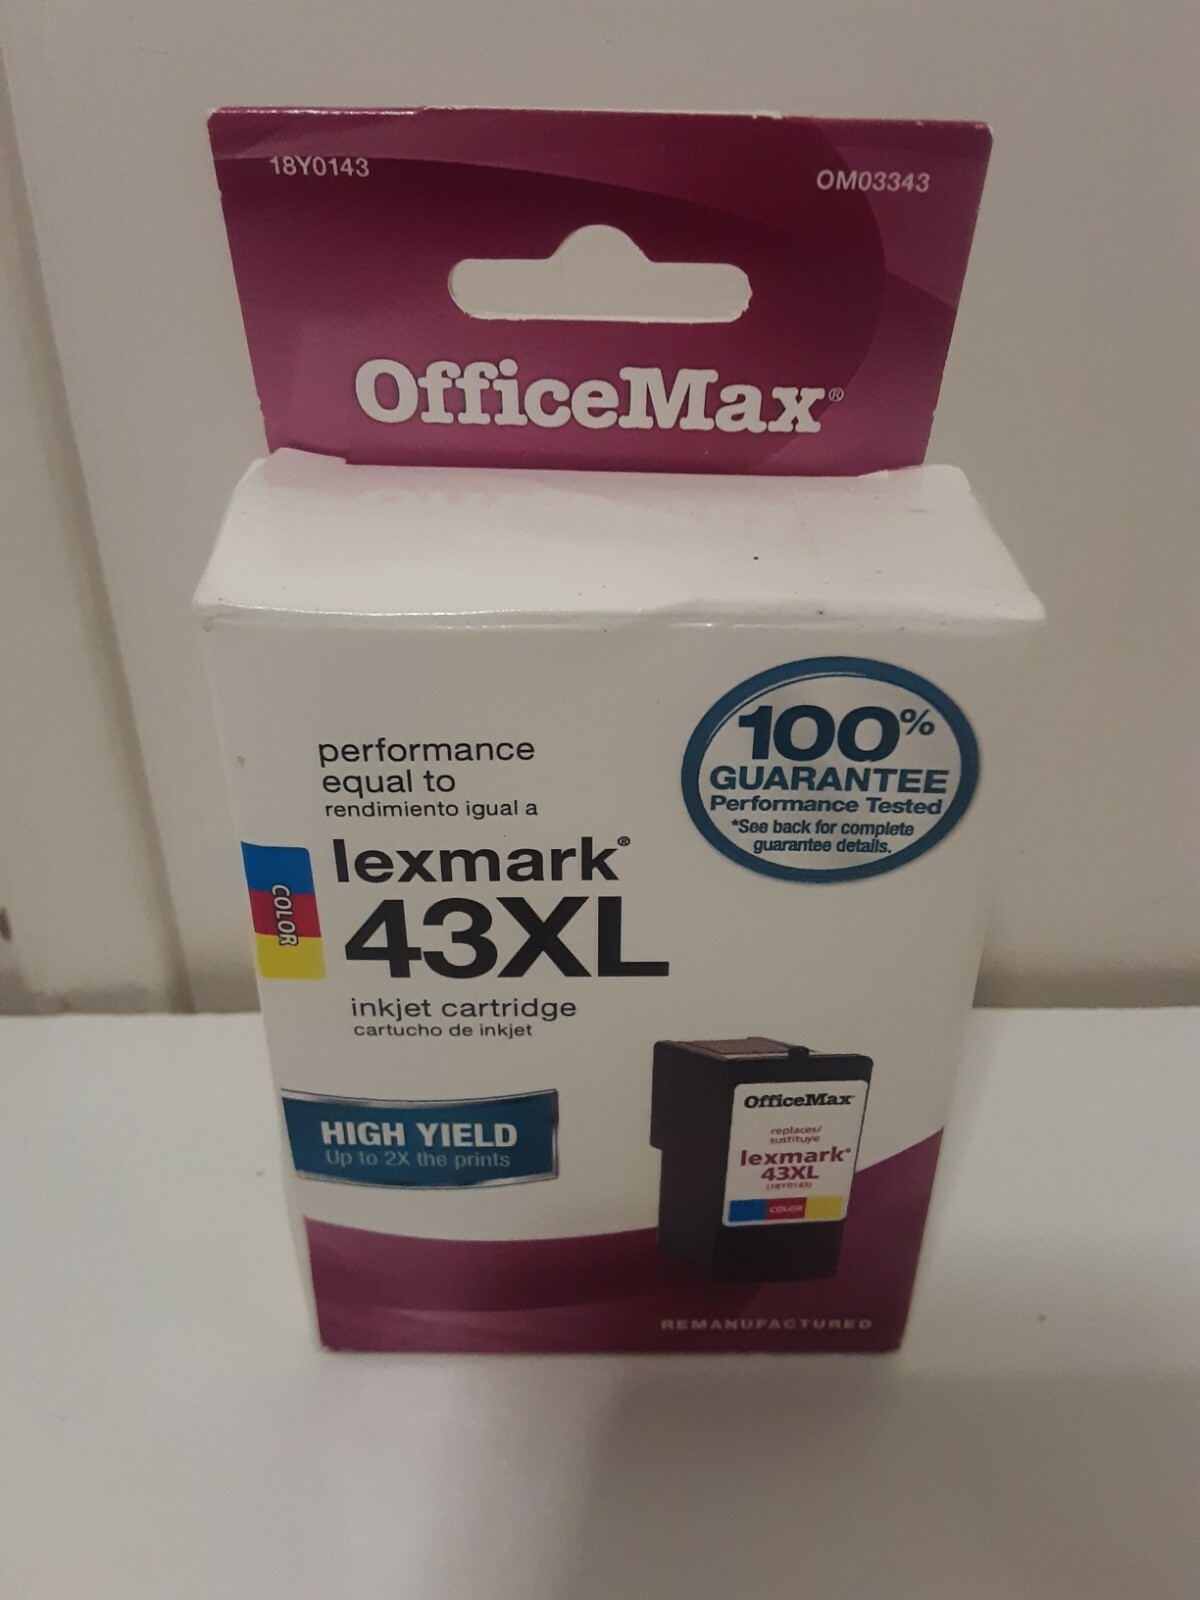 18Y0143
OM03343
OfficeMax®
100%
GUARANTEE
Performance Tested
*See back for complete
guarantee details.
performance
equal to
rendimiento igual a
lexmark®
43XL
COLOR
inkjet cartridge
cartucho de inkjet
HIGH YIELD
Up to 2X the prints
OfficeMax
replaces/
sustituye
lexmark®
43XL
(18Y0143)
COLOR
REMANUFACTURED